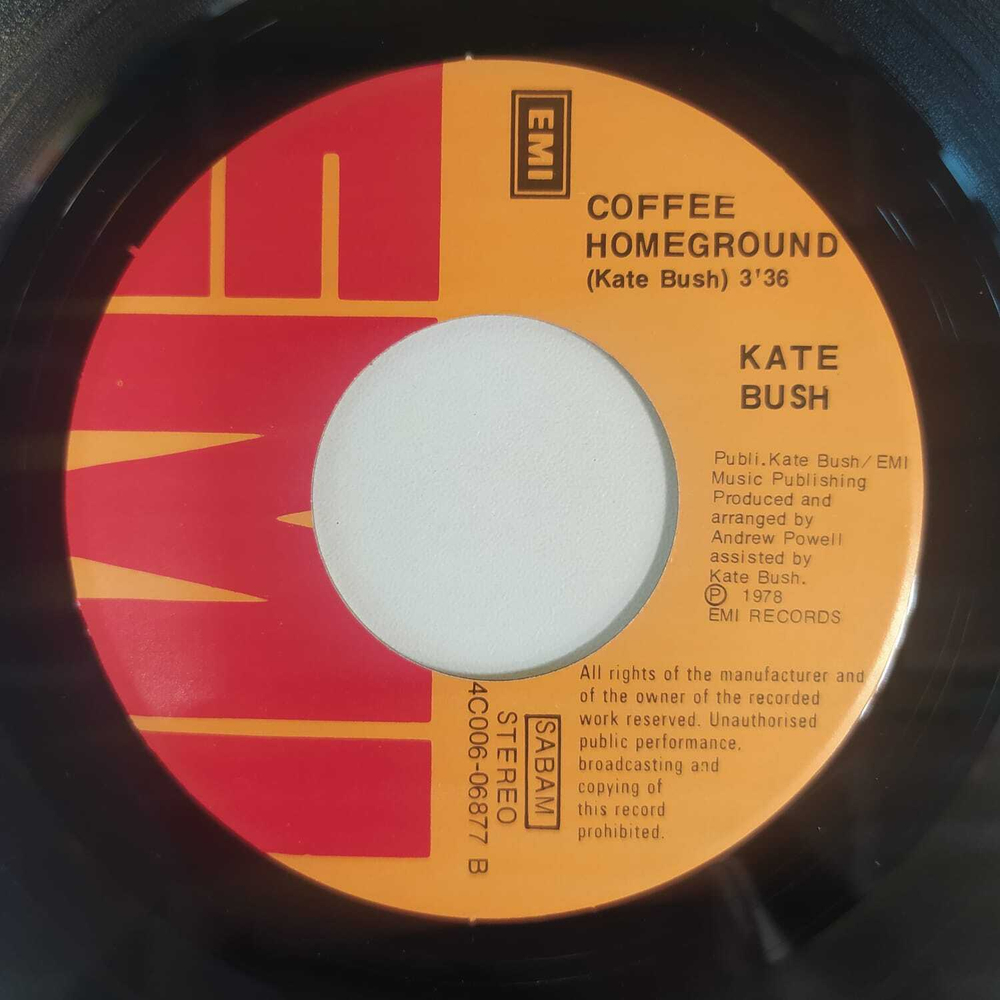 EMI
COFFEE
HOMEGROUND
(Kate Bush) 3'36
KATE
BUSH
Publi.Kate Bush/EMI
Music Publishing
Produced and
arranged by
Andrew Powell
assisted by
Kate Bush.
Ⓟ 1978
EMI RECORDS
All rights of the manufacturer and
of the owner of the recorded
work reserved. Unauthorised
public performance,
broadcasting and
copying of
this record
prohibited.
SABAM
STEREO
4C006-06877 B
EMI